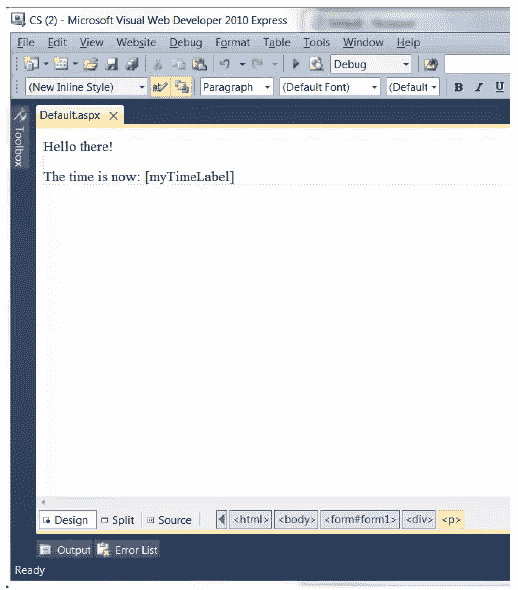 CS (2) - Microsoft Visual Web Developer 2010 Express
File Edit View Website Debug Format Table Tools Window Help
Debug
(New Inline Style) Paragraph (Default Font) (Default B I U
Toolbox
Default.aspx
Hello there!
The time is now: [myTimeLabel]
Design Split Source <html> <body> <form#form1> <div> <p>
Output Error List
Ready